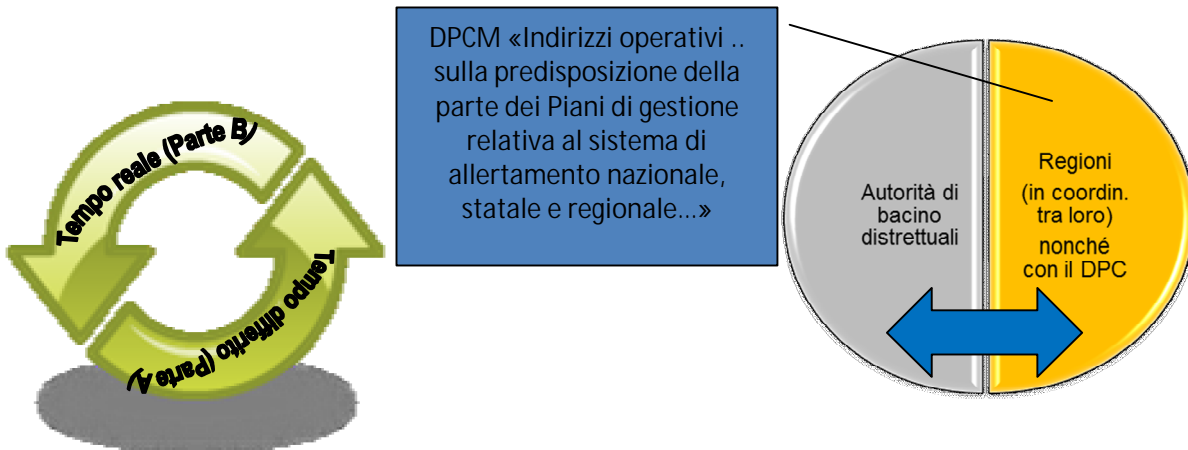 Tempo reale (Parte B)
Tempo differito (Parte A)
DPCM «Indirizzi operativi ..
sulla predisposizione della
parte dei Piani di gestione
relativa al sistema di
allertamento nazionale,
statale e regionale...»
Autorità di
bacino
distrettuali
Regioni
(in coordin.
tra loro)
nonché
con il DPC